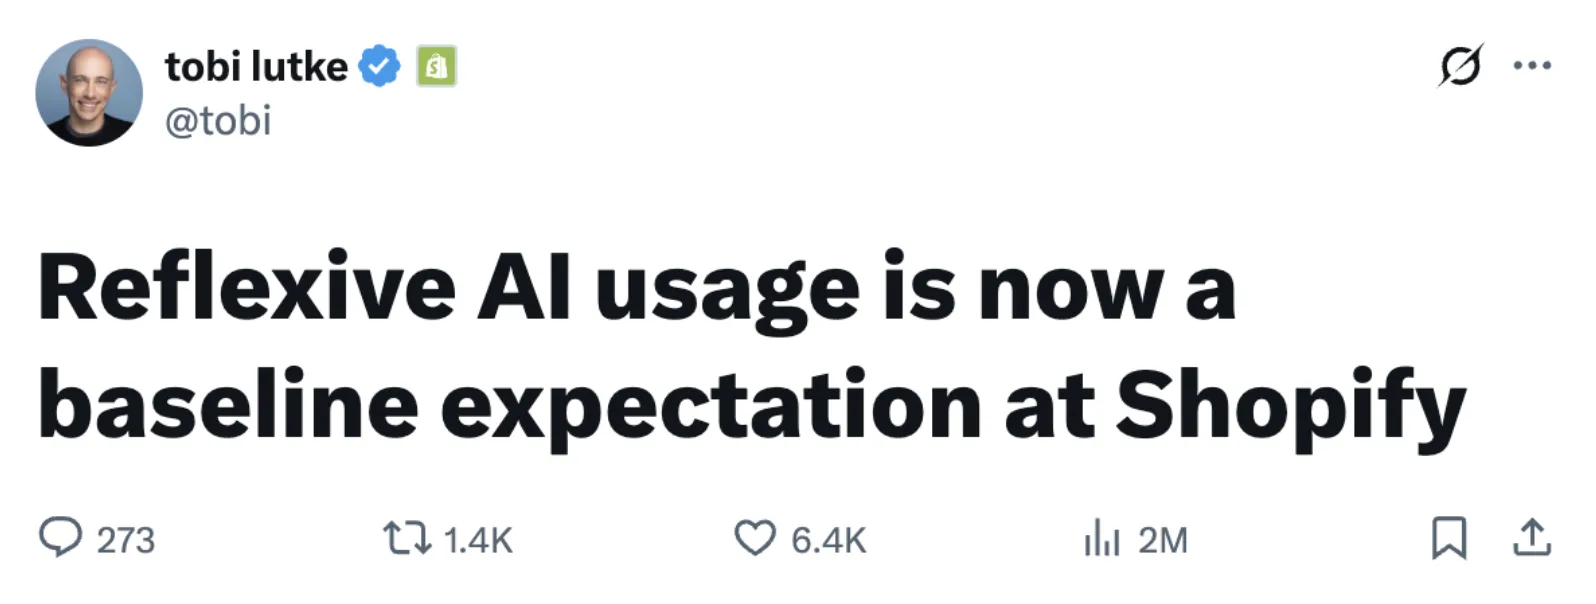 tobi lutke
@tobi
Reflexive AI usage is now a
baseline expectation at Shopify
273 1.4K 6.4K 2M